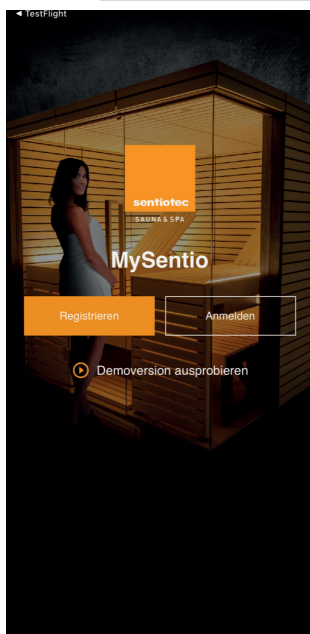 ◄ TestFlight
sentiotec
SAUNA & SPA
MySentio
Registrieren
Anmelden
Demoversion ausprobieren